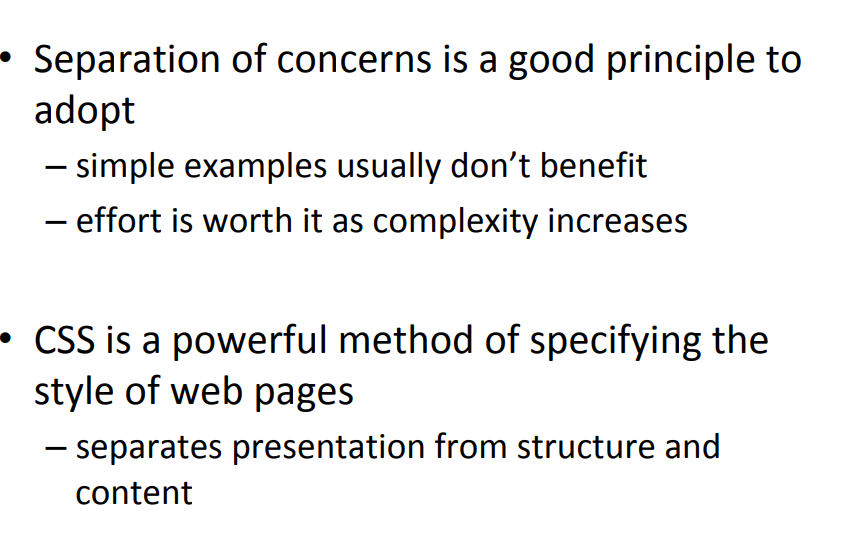 • Separation of concerns is a good principle to
adopt
– simple examples usually don’t benefit
– effort is worth it as complexity increases
• CSS is a powerful method of specifying the
style of web pages
– separates presentation from structure and
content